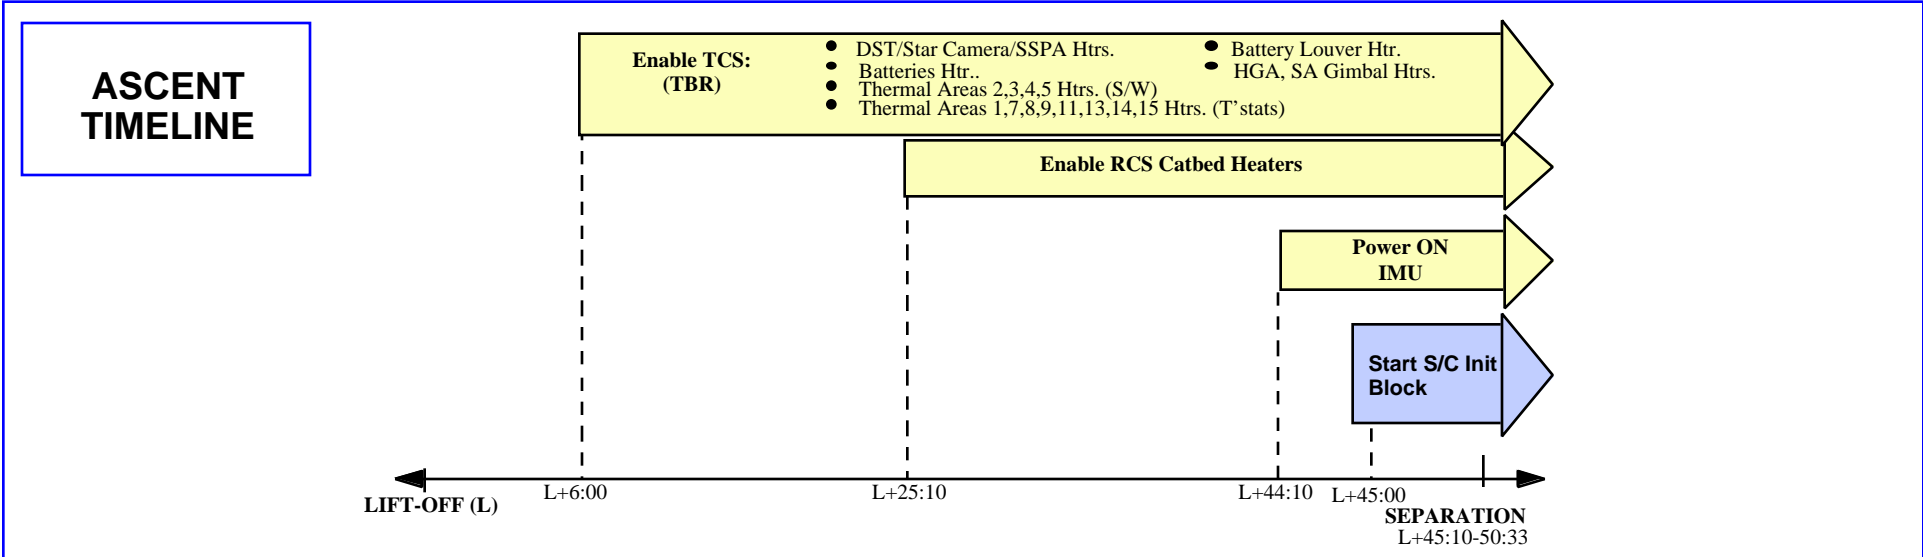 ASCENT
TIMELINE
Enable TCS:
(TBR)
• DST/Star Camera/SSPA Htrs.
• Batteries Htr..
• Thermal Areas 2,3,4,5 Htrs. (S/W)
• Thermal Areas 1,7,8,9,11,13,14,15 Htrs. (T'stats)
• Battery Louver Htr.
• HGA, SA Gimbal Htrs.
Enable RCS Catbed Heaters
Power ON
IMU
Start S/C Init
Block
LIFT-OFF (L)
L+6:00
L+25:10
L+44:10
L+45:00
SEPARATION
L+45:10-50:33